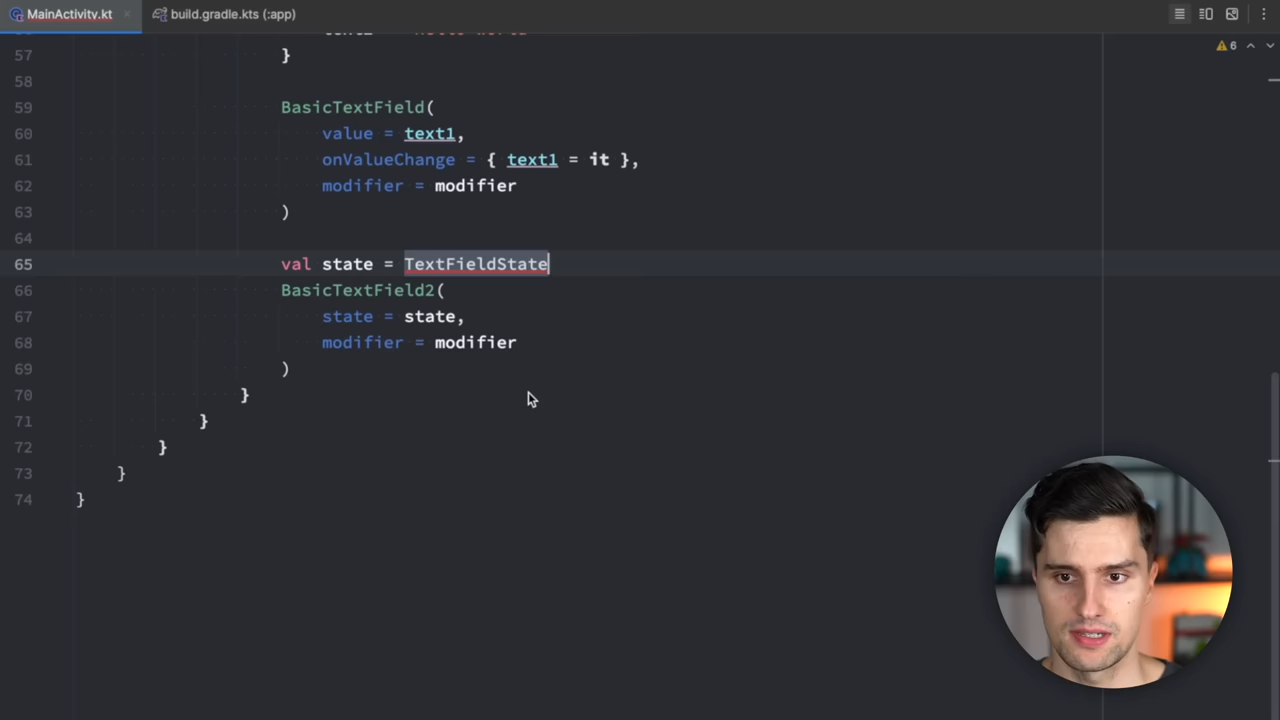 MainActivity.kt
build.gradle.kts (:app)
6
57 }
58
59 BasicTextField(
60 value = text1,
61 onValueChange = { text1 = it },
62 modifier = modifier
63 )
64
65 val state = TextFieldState
66 BasicTextField2(
67 state = state,
68 modifier = modifier
69 )
70 }
71 }
72 }
73 }
74 }